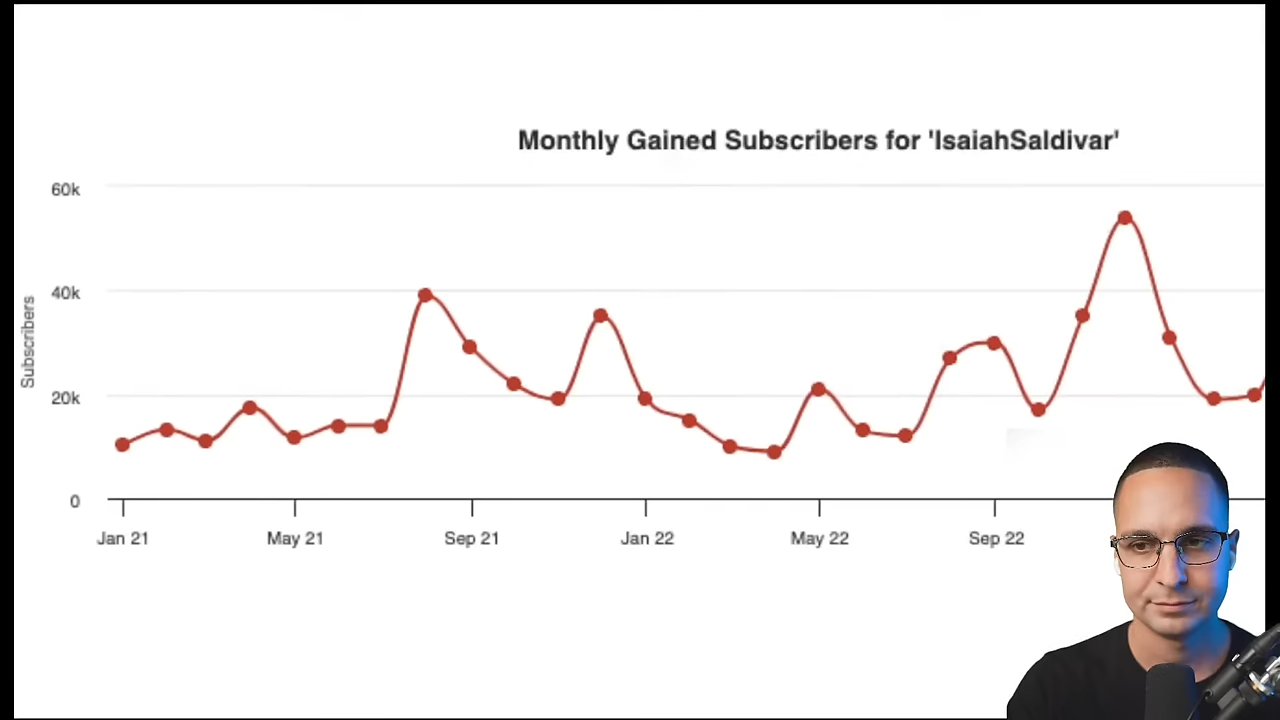 Monthly Gained Subscribers for 'IsaiahSaldivar'
60k
40k
20k
0
Subscribers
Jan 21 May 21 Sep 21 Jan 22 May 22 Sep 22